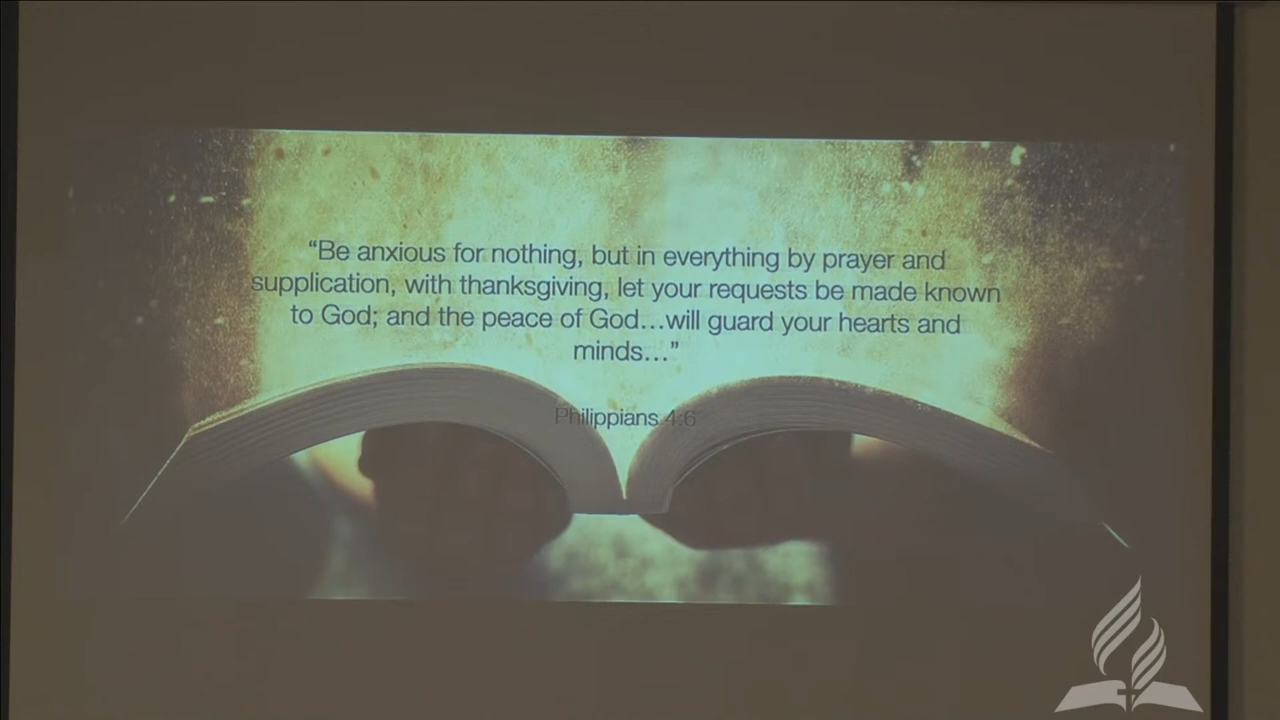 “Be anxious for nothing, but in everything by prayer and
supplication, with thanksgiving, let your requests be made known
to God; and the peace of God…will guard your hearts and
minds…”
Philippians 4:6